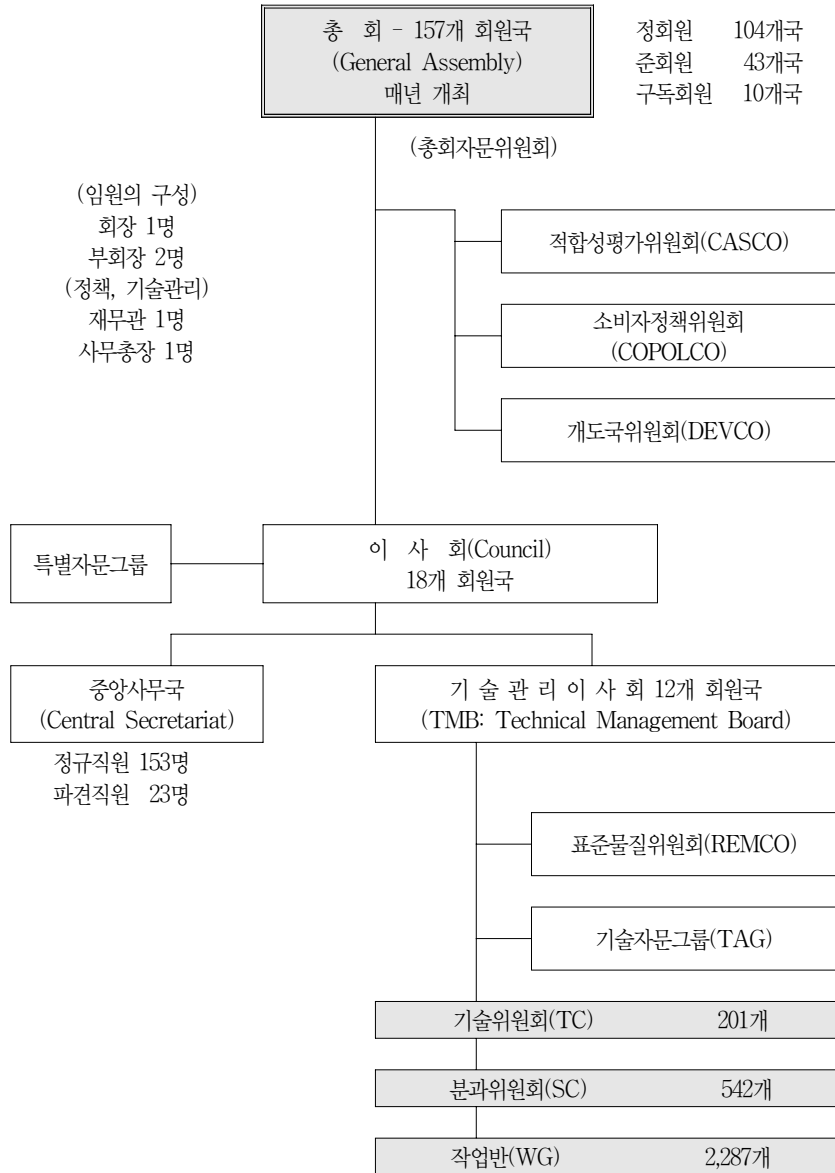 총 회 - 157개 회원국
(General Assembly)
매년 개최
정회원 104개국
준회원 43개국
구독회원 10개국
(총회자문위원회)
(임원의 구성)
회장 1명
부회장 2명
(정책, 기술관리)
재무관 1명
사무총장 1명
적합성평가위원회(CASCO)
소비자정책위원회
(COPOLCO)
개도국위원회(DEVCO)
특별자문그룹
이 사 회(Council)
18개 회원국
중앙사무국
(Central Secretariat)
정규직원 153명
파견직원 23명
기 술 관 리 이 사 회 12개 회원국
(TMB: Technical Management Board)
표준물질위원회(REMCO)
기술자문그룹(TAG)
기술위원회(TC) 201개
분과위원회(SC) 542개
작업반(WG) 2,287개